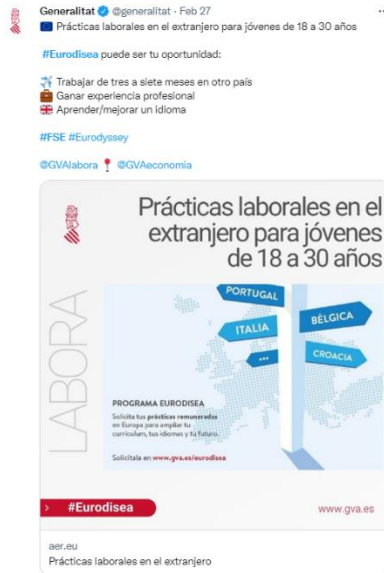 Generalitat @generalitat · Feb 27
Prácticas laborales en el extranjero para jóvenes de 18 a 30 años
#Eurodisea puede ser tu oportunidad:
Trabajar de tres a siete meses en otro país
Ganar experiencia profesional
Aprender/mejorar un idioma
#FSE #Eurodyssey
@GVAlabora @GVAeconomia
Prácticas laborales en el
extranjero para jóvenes
de 18 a 30 años
LABORA
PORTUGAL
BÉLGICA
ITALIA
CROACIA
...
PROGRAMA EURODISEA
Solicita tus prácticas remuneradas
en Europa para ampliar tu
curriculum, tus idiomas y tu futuro.
Solicítala en www.gva.es/eurodisea
> #Eurodisea
www.gva.es
aer.eu
Prácticas laborales en el extranjero